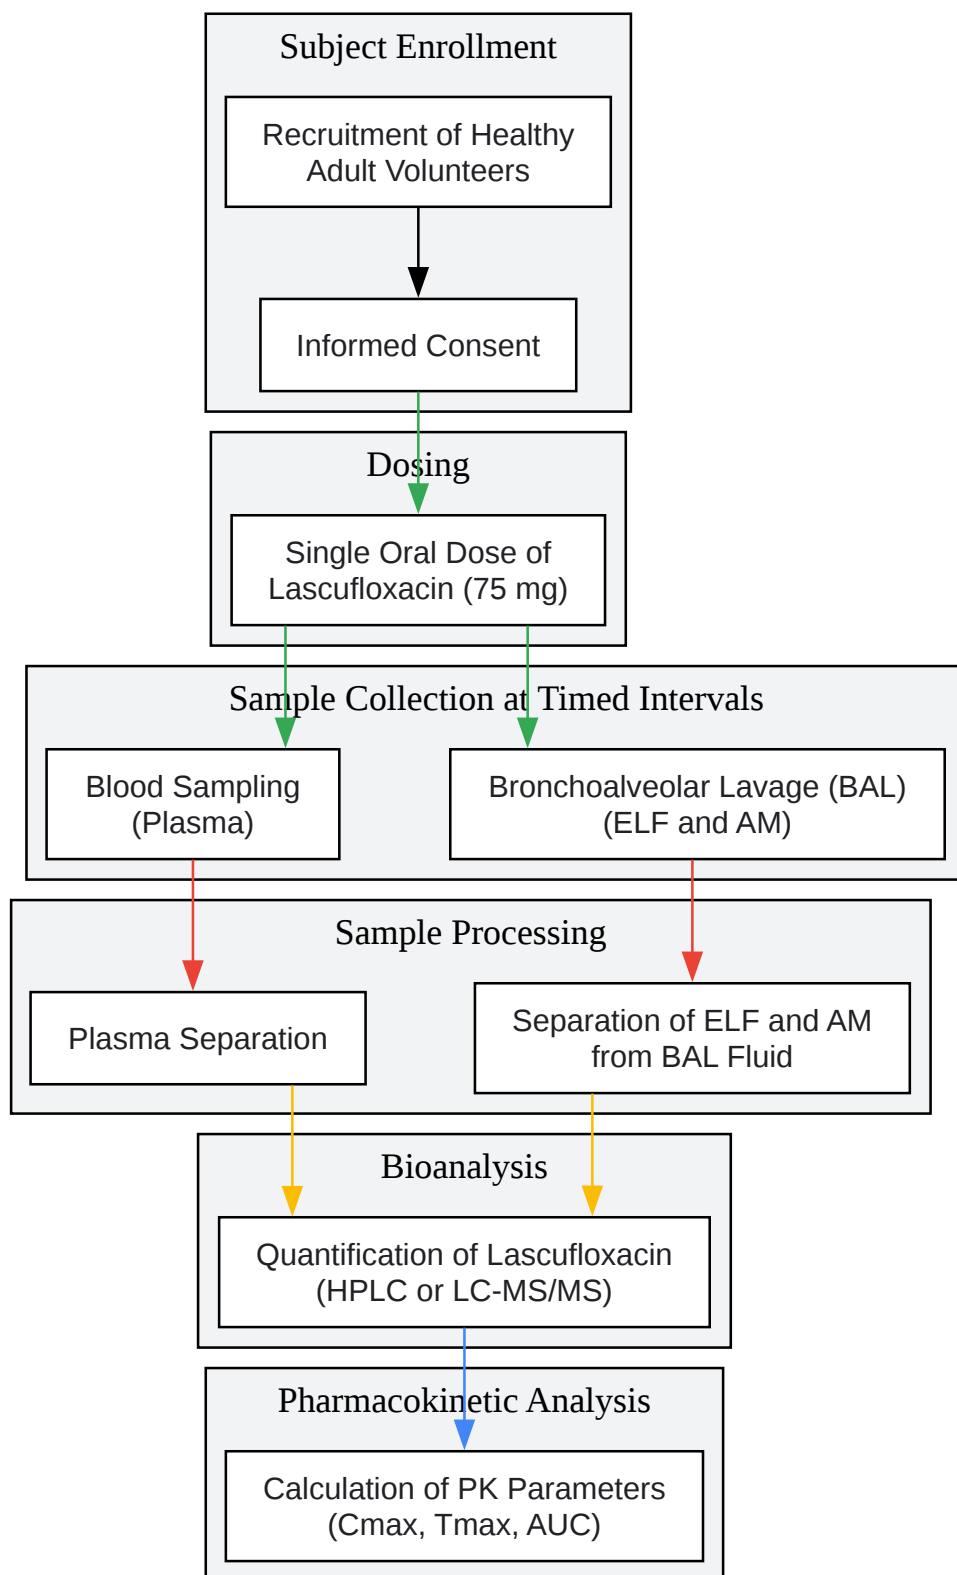 Subject Enrollment
Recruitment of Healthy
Adult Volunteers
Informed Consent
Dosing
Single Oral Dose of
Lascufloxacin (75 mg)
Sample Collection at Timed Intervals
Blood Sampling
(Plasma)
Bronchoalveolar Lavage (BAL)
(ELF and AM)
Sample Processing
Plasma Separation
Separation of ELF and AM
from BAL Fluid
Bioanalysis
Quantification of Lascufloxacin
(HPLC or LC-MS/MS)
Pharmacokinetic Analysis
Calculation of PK Parameters
(Cmax, Tmax, AUC)